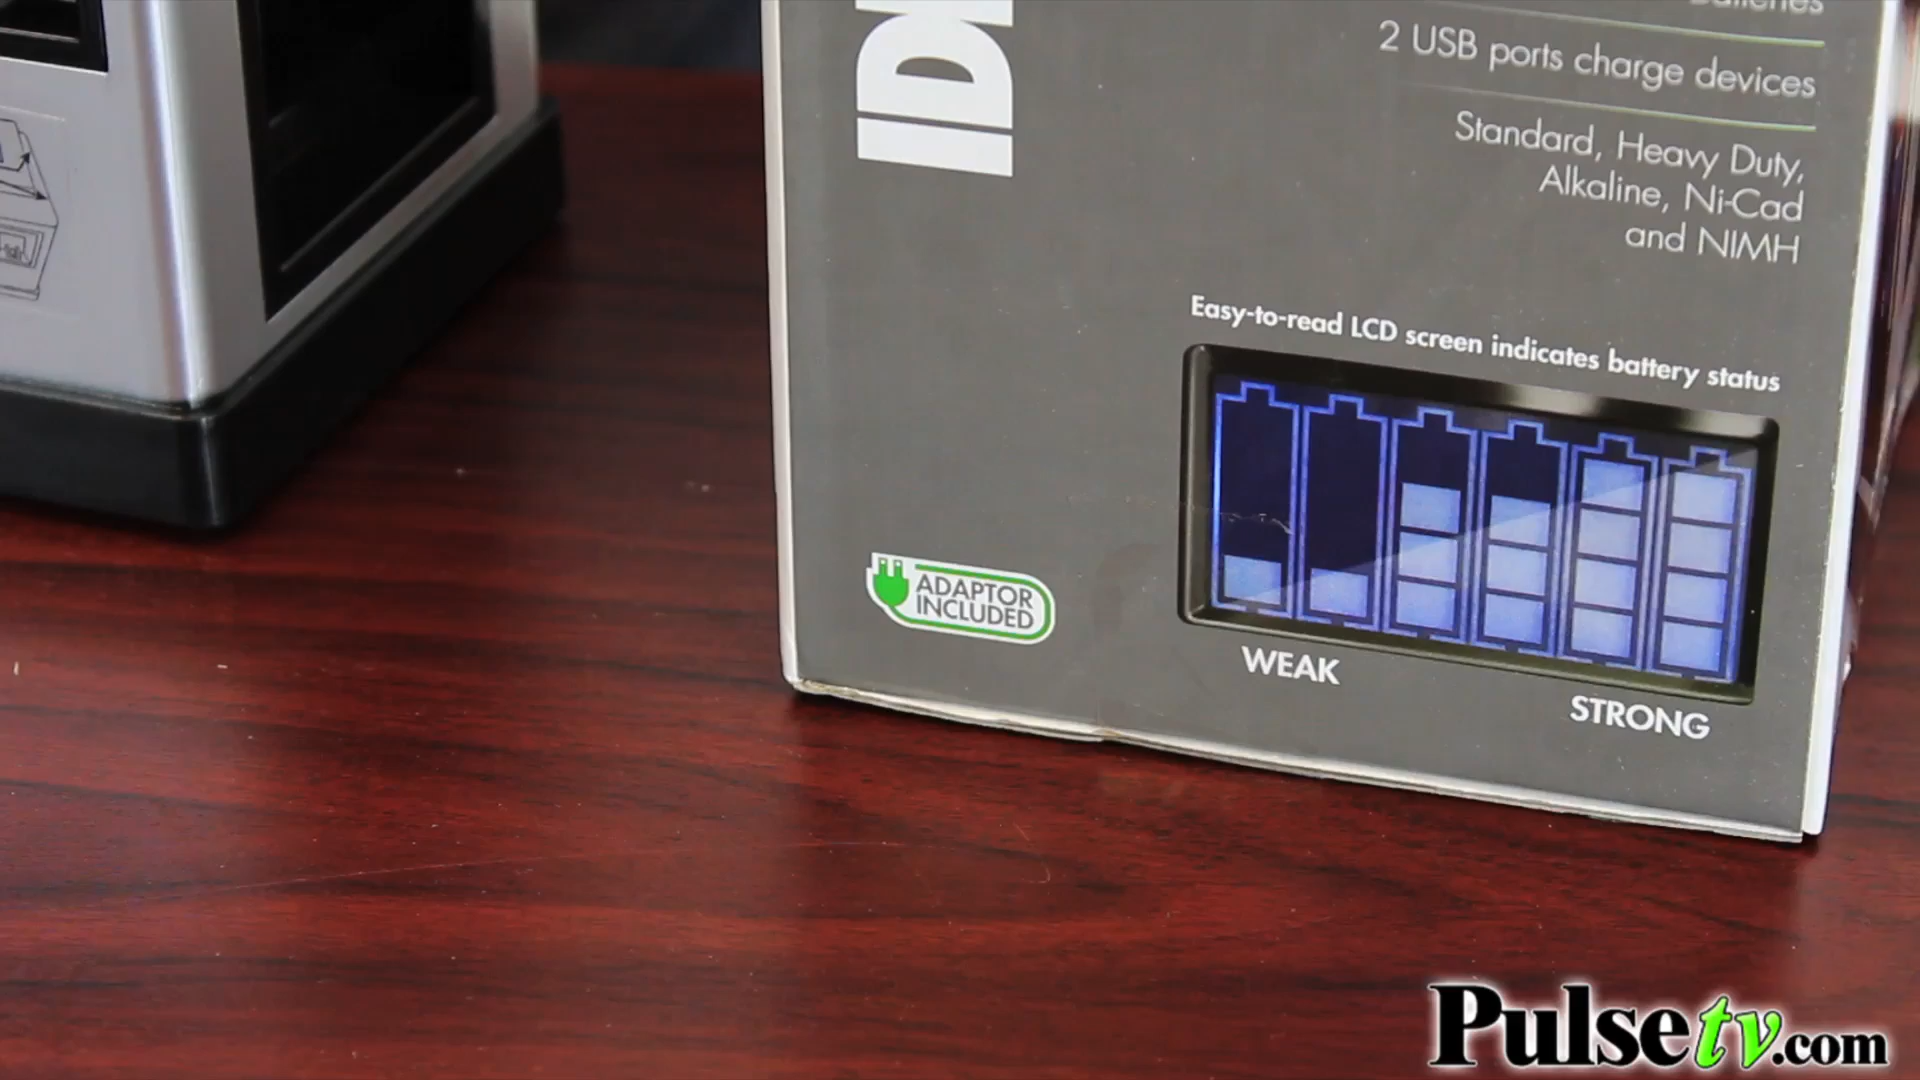 Batteries
2 USB ports charge devices
Standard, Heavy Duty,
Alkaline, Ni-Cad
and NIMH
Easy-to-read LCD screen indicates battery status
WEAK
STRONG
ADAPTOR
INCLUDED
Pulsetv.com